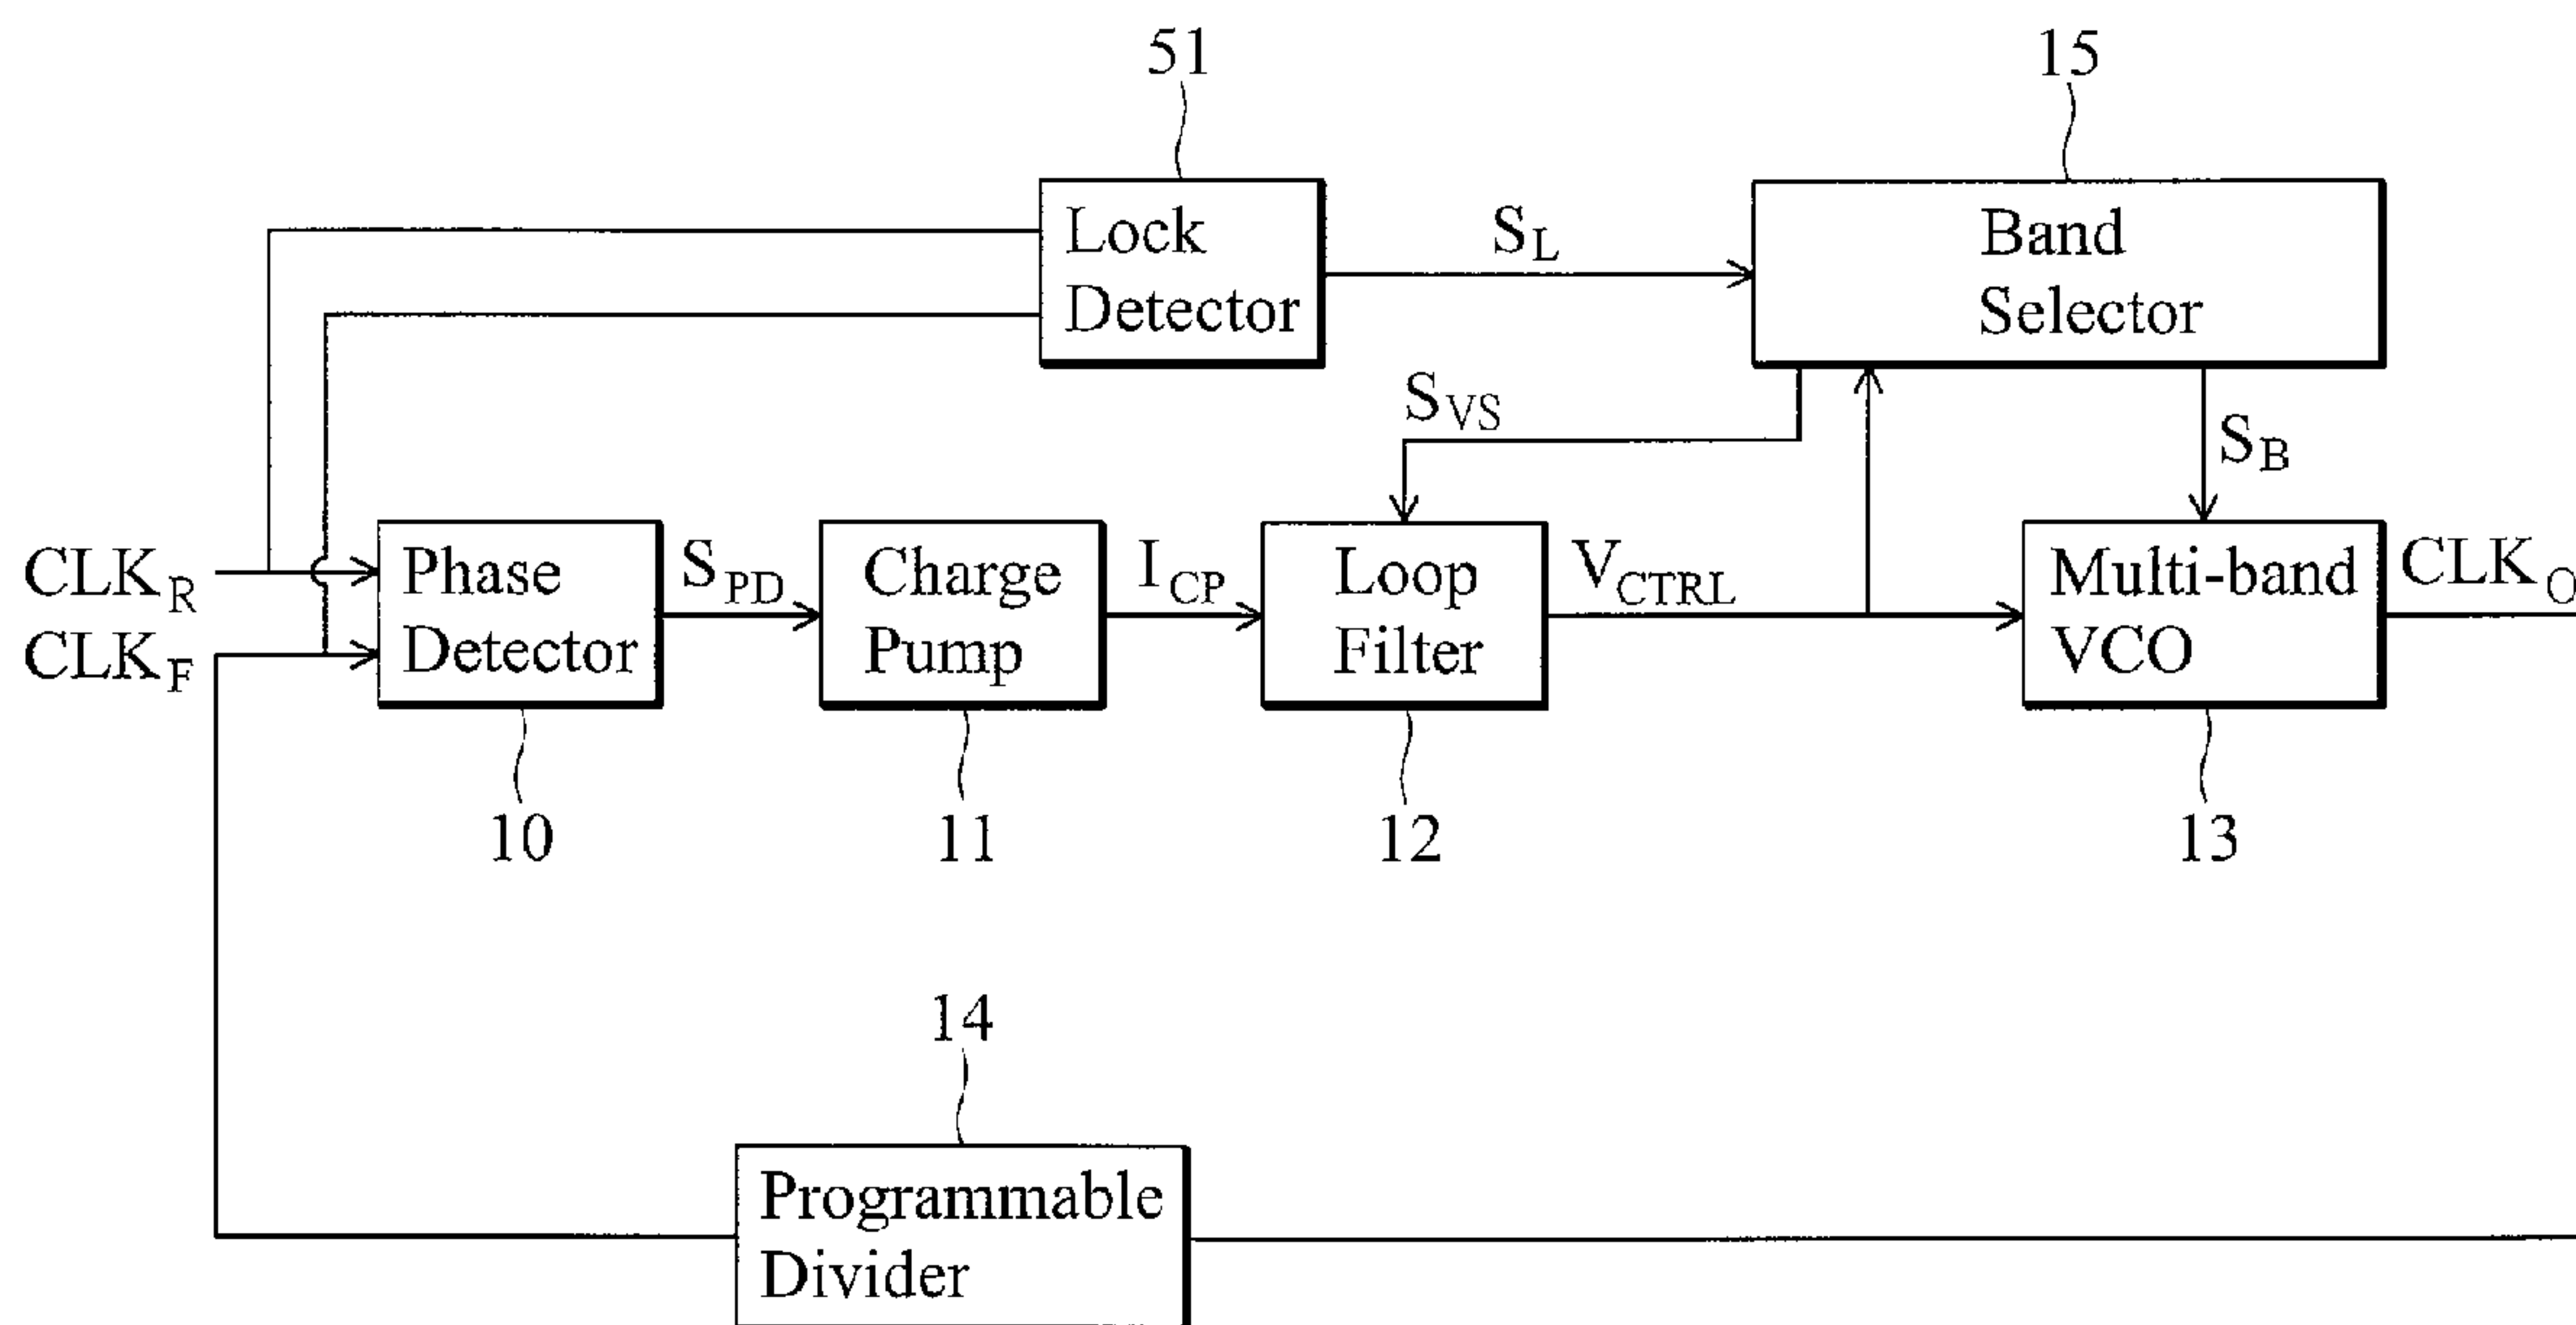 51
15
Lock
Detector
S_L
Band
Selector
S_VS
S_B
CLK_R
CLK_F
Phase
Detector
S_PD
Charge
Pump
I_CP
Loop
Filter
V_CTRL
Multi-band
VCO
CLK_O
10
11
12
13
14
Programmable
Divider